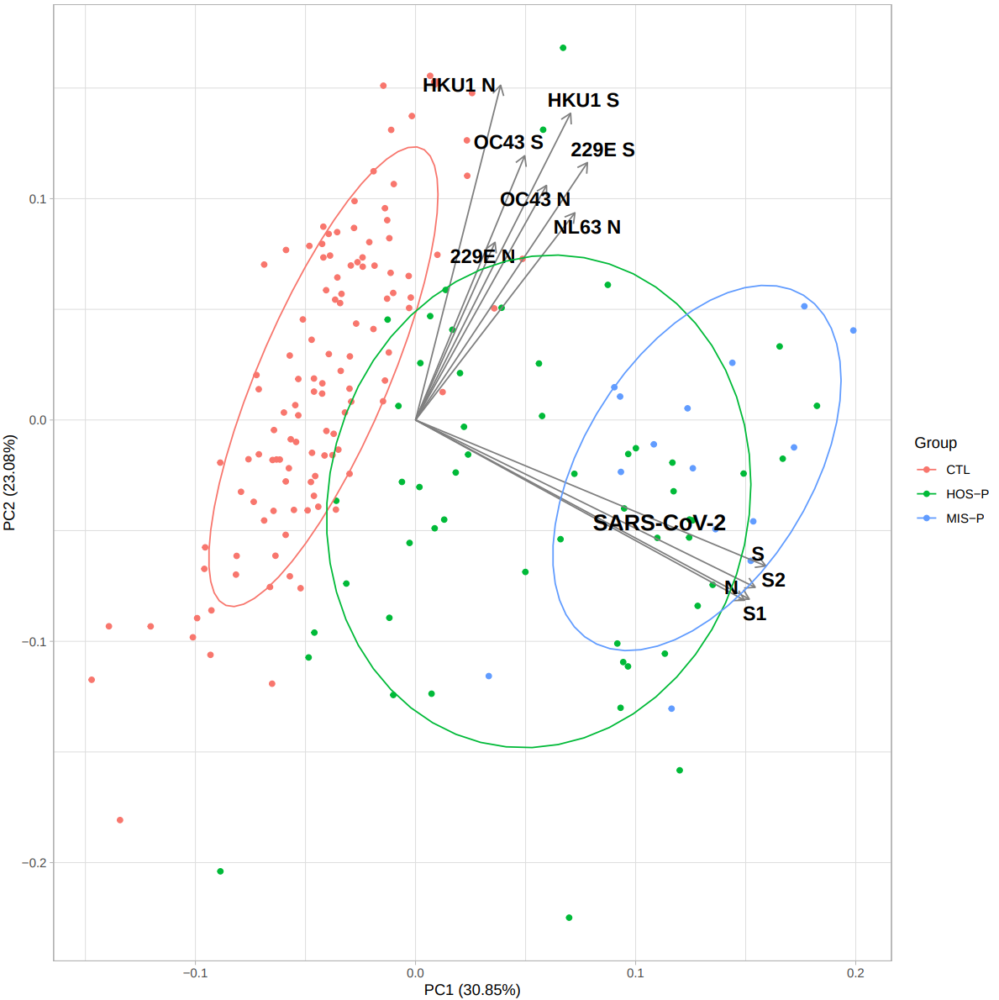 HKU1 N
HKU1 S
OC43 S
229E S
OC43 N
NL63 N
229E N
SARS−CoV−2
S
S2
N
S1
0.1
0.0
−0.1
−0.2
PC2 (23.08%)
−0.1
0.0
0.1
0.2
PC1 (30.85%)
Group
CTL
HOS−P
MIS−P